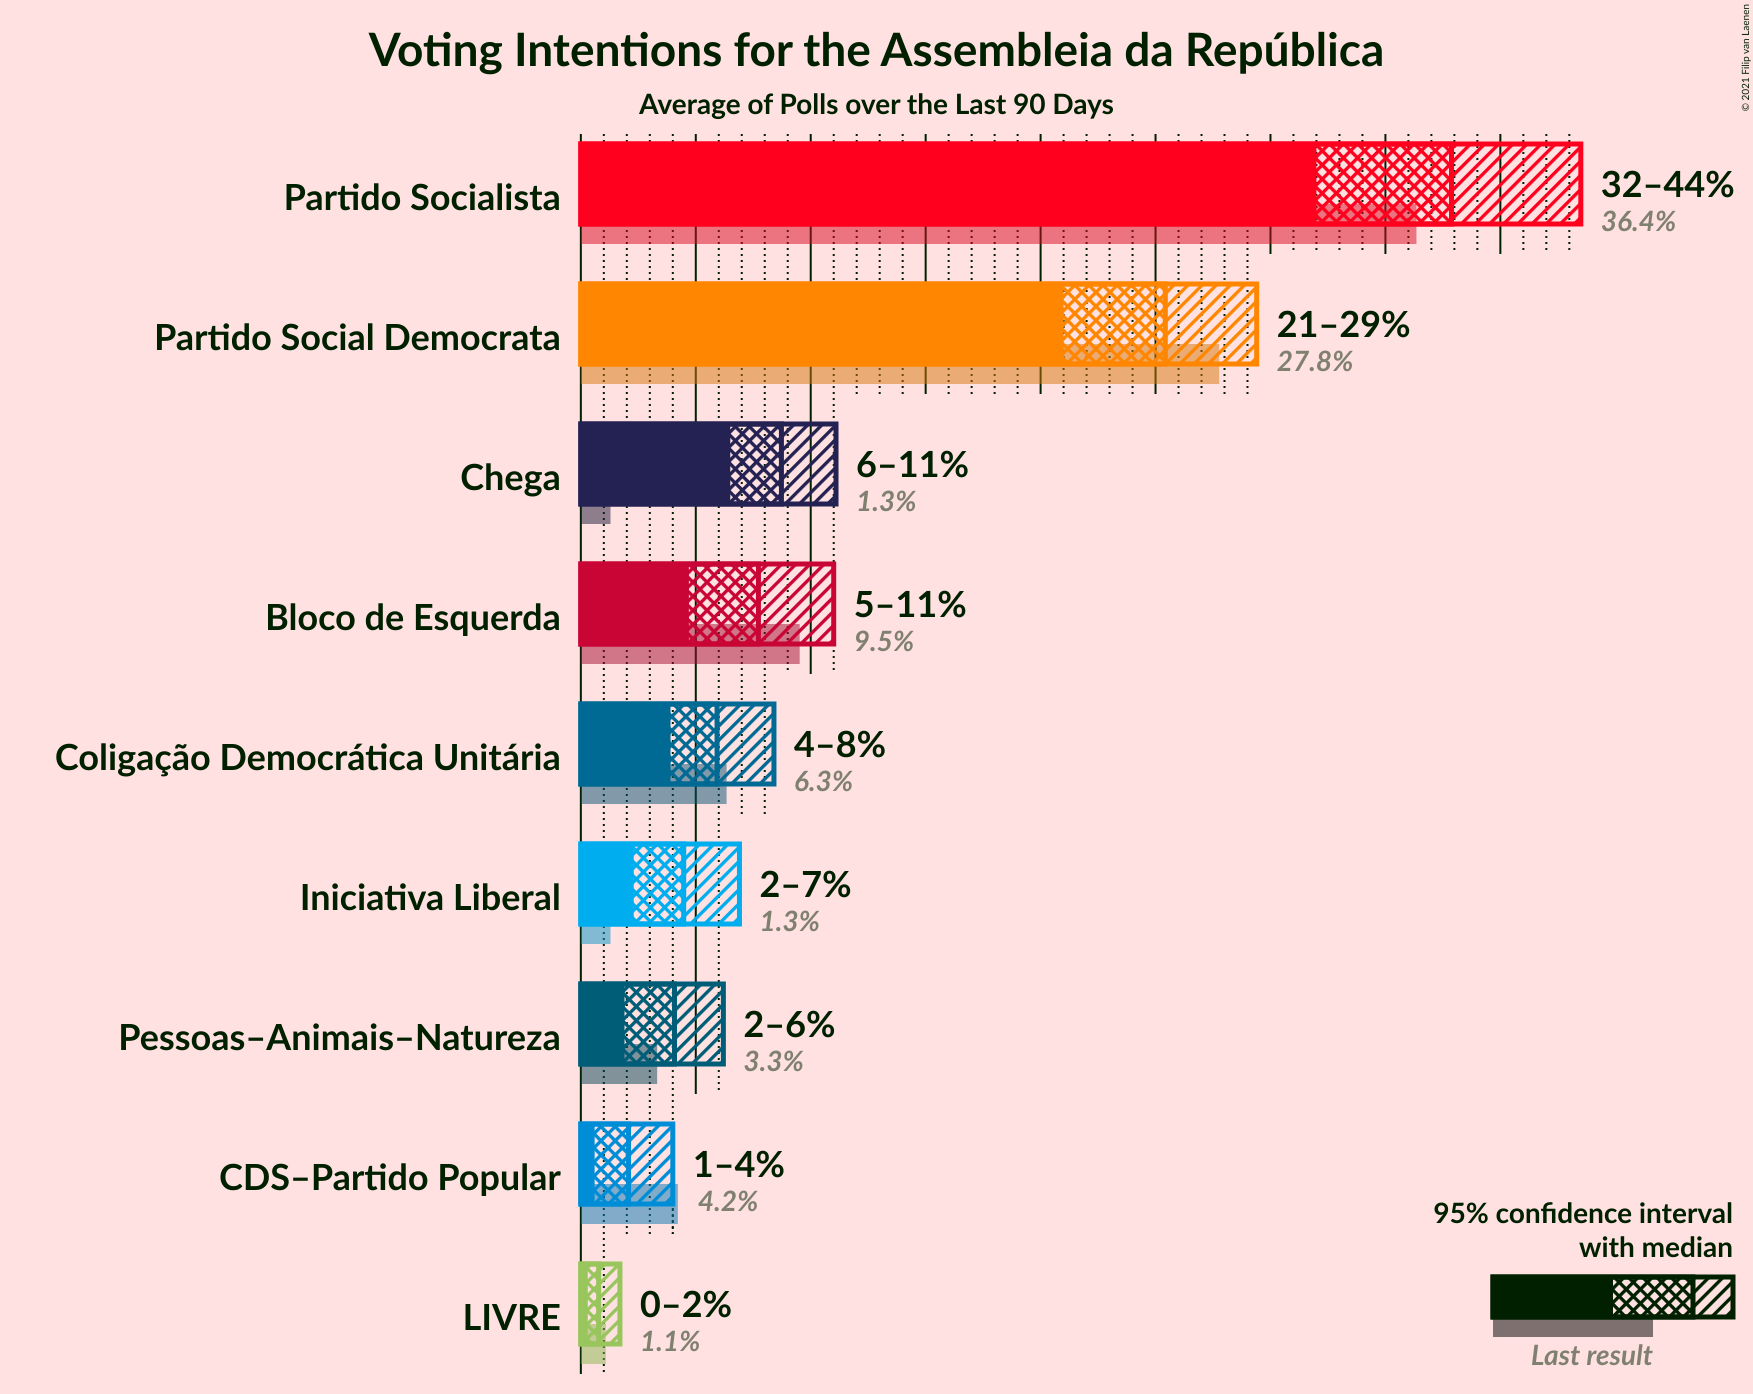 Voting Intentions for the Assembleia da República
Average of Polls over the Last 90 Days
© 2021 Filip van Laenen
Partido Socialista
32–44%
36.4%
Partido Social Democrata
21–29%
27.8%
Chega
6–11%
1.3%
Bloco de Esquerda
5–11%
9.5%
Coligação Democrática Unitária
4–8%
6.3%
Iniciativa Liberal
2–7%
1.3%
Pessoas–Animais–Natureza
2–6%
3.3%
CDS–Partido Popular
1–4%
4.2%
LIVRE
0–2%
1.1%
95% confidence interval
with median
Last result